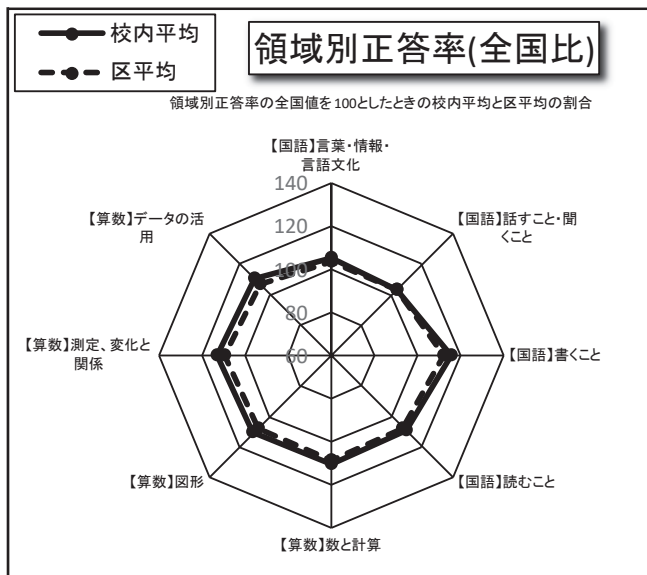 校内平均
区平均
領域別正答率(全国比)
領域別正答率の全国値を100としたときの校内平均と区平均の割合
【国語】言葉・情報・
言語文化
【国語】話すこと・聞
くこと
【国語】書くこと
【国語】読むこと
【算数】数と計算
【算数】図形
【算数】測定、変化と
関係
【算数】データの活
用
140
120
100
80
60